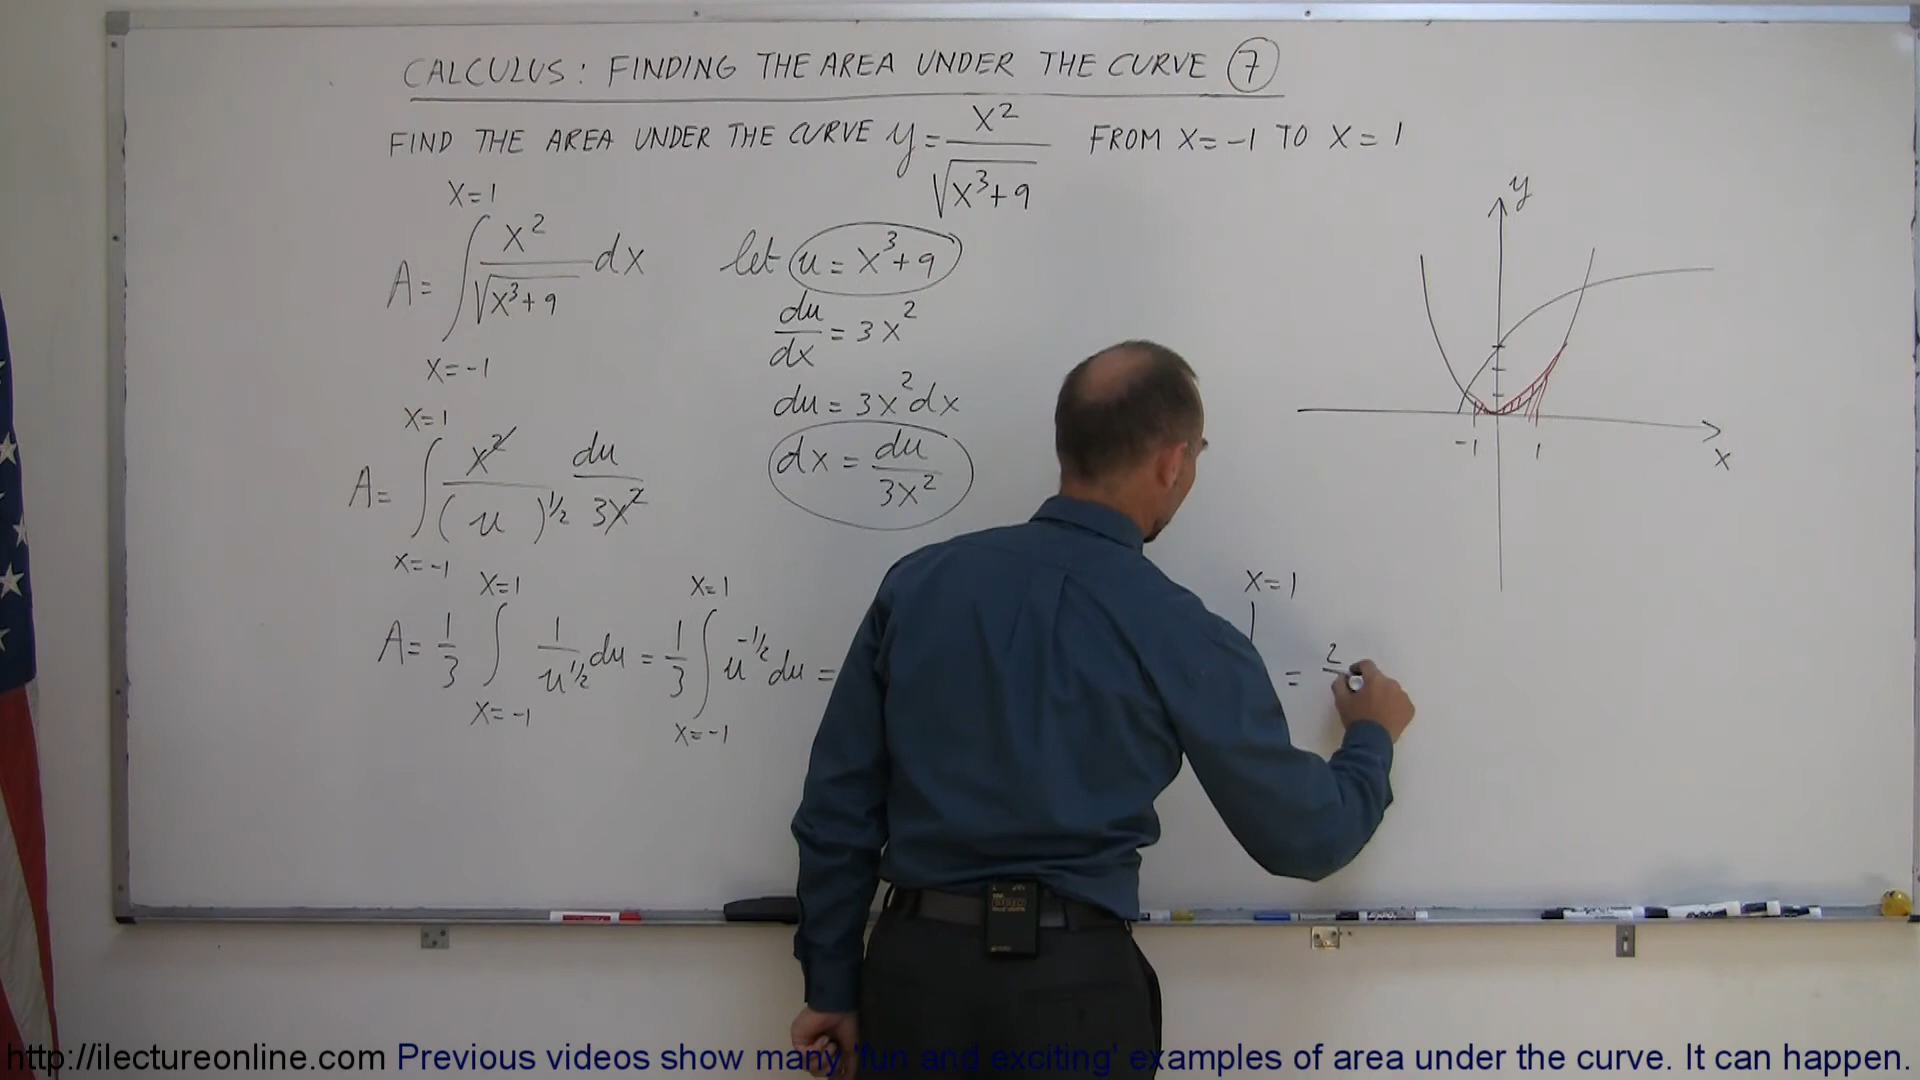 CALCULUS: FINDING THE AREA UNDER THE CURVE 7
FIND THE AREA UNDER THE CURVE y = x²/√(x³+9) FROM x = -1 TO x = 1
x=1
A = ∫ x²/√(x³+9) dx
x=-1
let u = x³+9
du/dx = 3x²
du = 3x²dx
dx = du/3x²
x=1
A = ∫ x²/(u)^1/2 du/3x²
x=-1
x=1 x=1 x=1
A = 1/3 ∫ 1/u^1/2 du = 1/3 ∫ u^-1/2 du = = 2
x=-1 x=-1
y
-1 1
x
http://ilectureonline.com Previous videos show many 'fun and exciting' examples of area under the curve. It can happen.